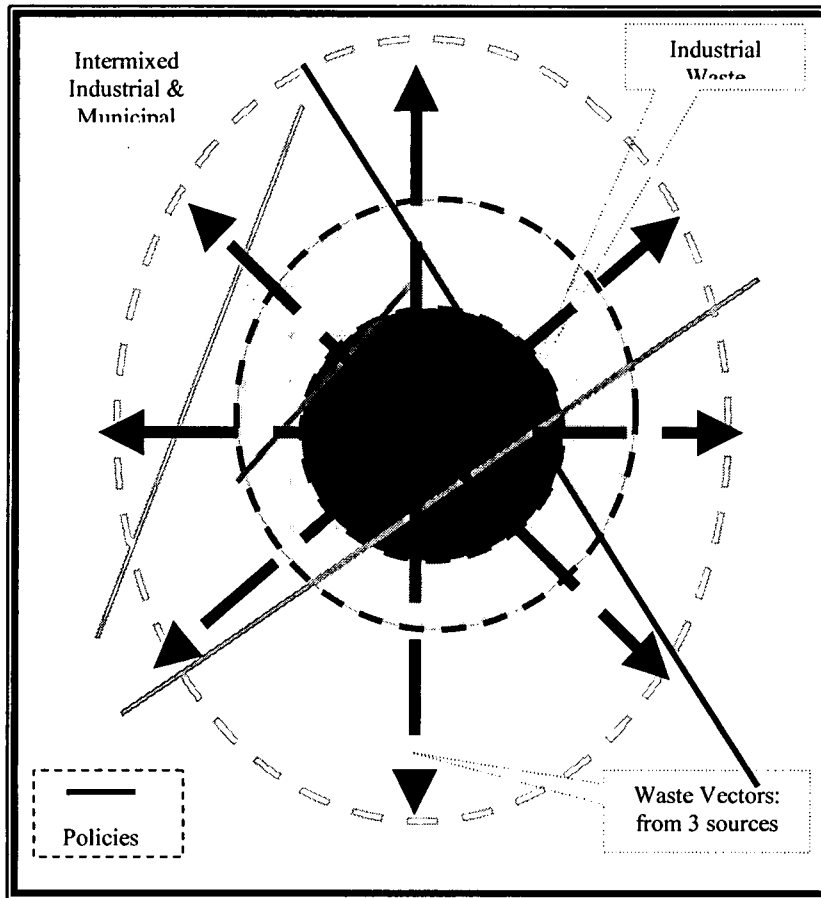 Intermixed
Industrial &
Municipal
Industrial
Waste
Policies
Waste Vectors:
from 3 sources